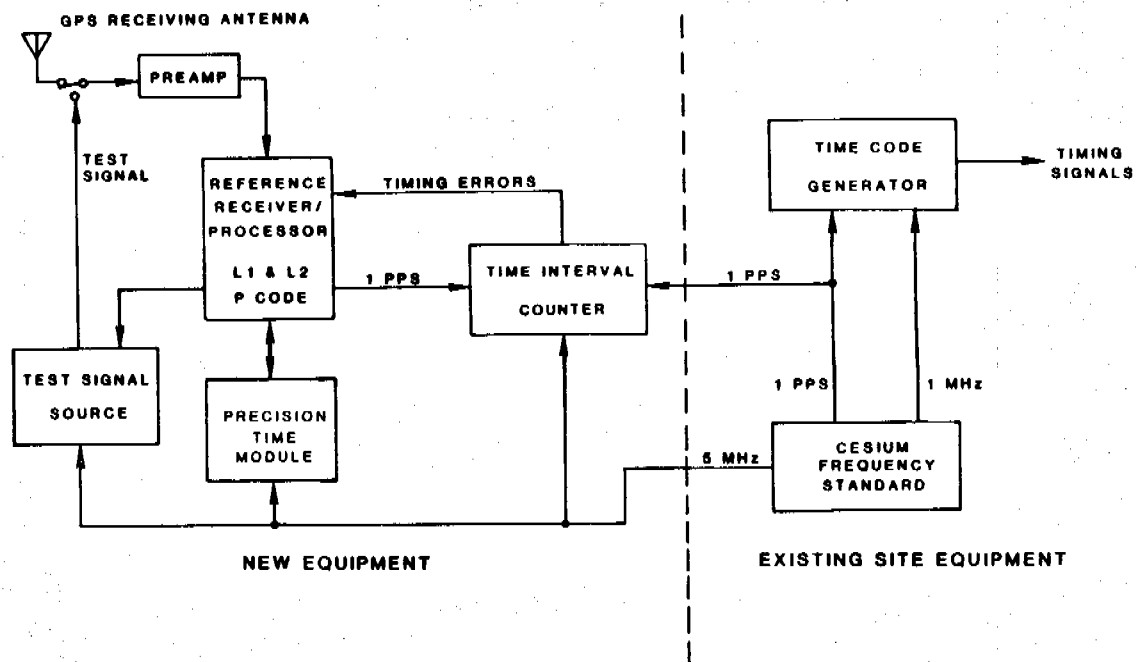 GPS RECEIVING ANTENNA
PREAMP
TEST
SIGNAL
REFERENCE
RECEIVER/
PROCESSOR
L1 & L2
P CODE
TIMING ERRORS
1 PPS
TIME INTERVAL
COUNTER
1 PPS
TIME CODE
GENERATOR
TIMING
SIGNALS
TEST SIGNAL
SOURCE
PRECISION
TIME
MODULE
1 PPS
1 MHz
CESIUM
FREQUENCY
STANDARD
5 MHz
NEW EQUIPMENT
EXISTING SITE EQUIPMENT